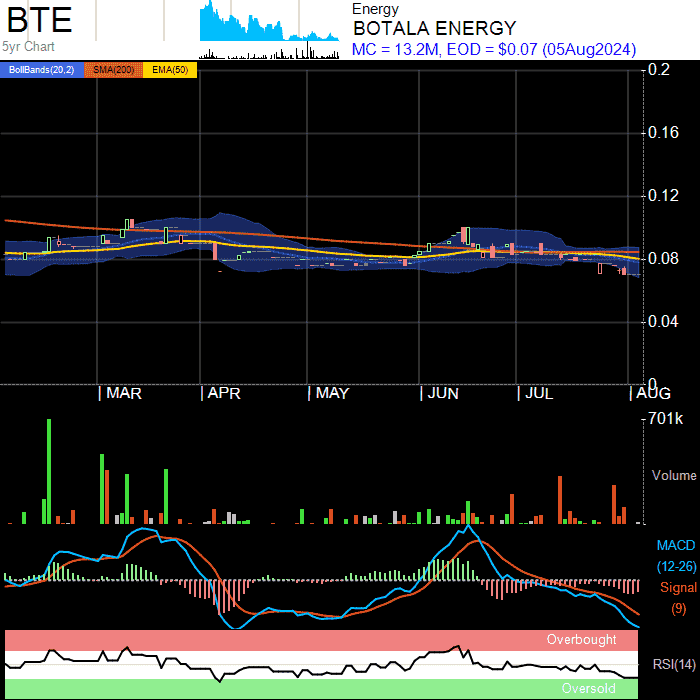 BTE
5yr Chart
Energy
BOTALA ENERGY
MC = 13.2M, EOD = $0.07 (05Aug2024)
BollBands(20,2) SMA(200) EMA(50)
0.2
0.16
0.12
0.08
0.04
0
| MAR | APR | MAY | JUN | JUL | AUG
701k
Volume
MACD
(12-26)
Signal
(9)
Overbought
RSI(14)
Oversold